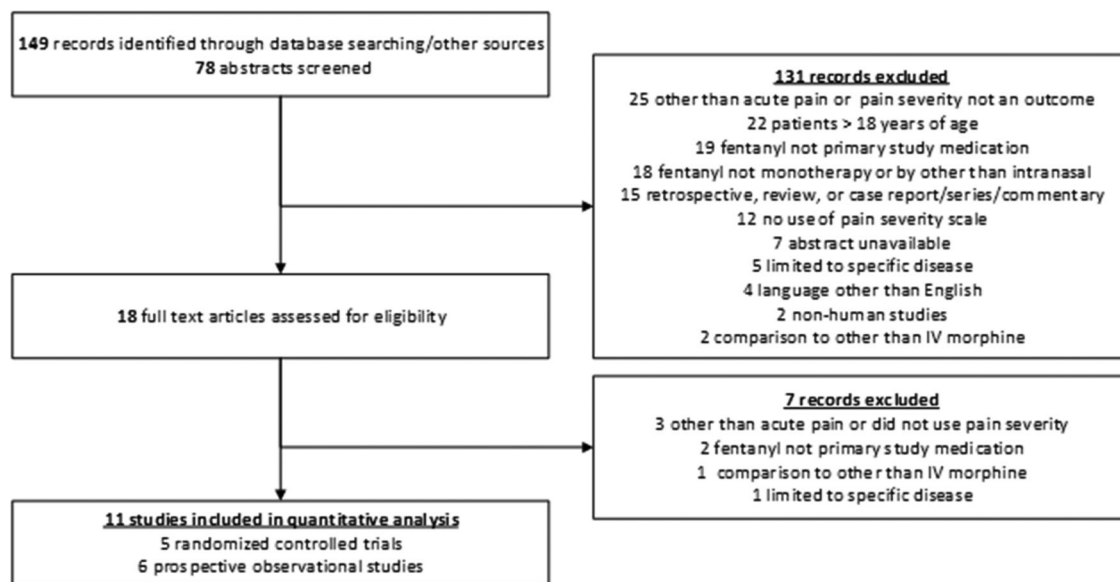 149 records identified through database searching/other sources
78 abstracts screened
131 records excluded
25 other than acute pain or pain severity not an outcome
22 patients > 18 years of age
19 fentanyl not primary study medication
18 fentanyl not monotherapy or by other than intranasal
15 retrospective, review, or case report/series/commentary
12 no use of pain severity scale
7 abstract unavailable
5 limited to specific disease
4 language other than English
2 non-human studies
2 comparison to other than IV morphine
18 full text articles assessed for eligibility
7 records excluded
3 other than acute pain or did not use pain severity
2 fentanyl not primary study medication
1 comparison to other than IV morphine
1 limited to specific disease
11 studies included in quantitative analysis
5 randomized controlled trials
6 prospective observational studies